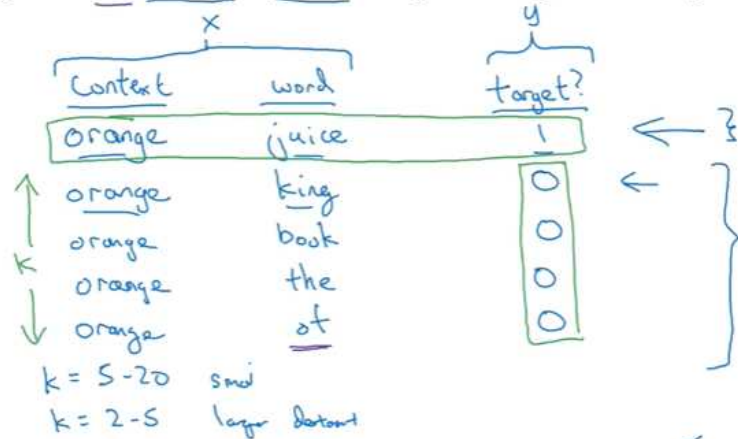 x y
context word target?
orange juice 1
orange king 0
orange book 0
orange the 0
orange of 0
k
k = 5-20
k = 2-5 larger